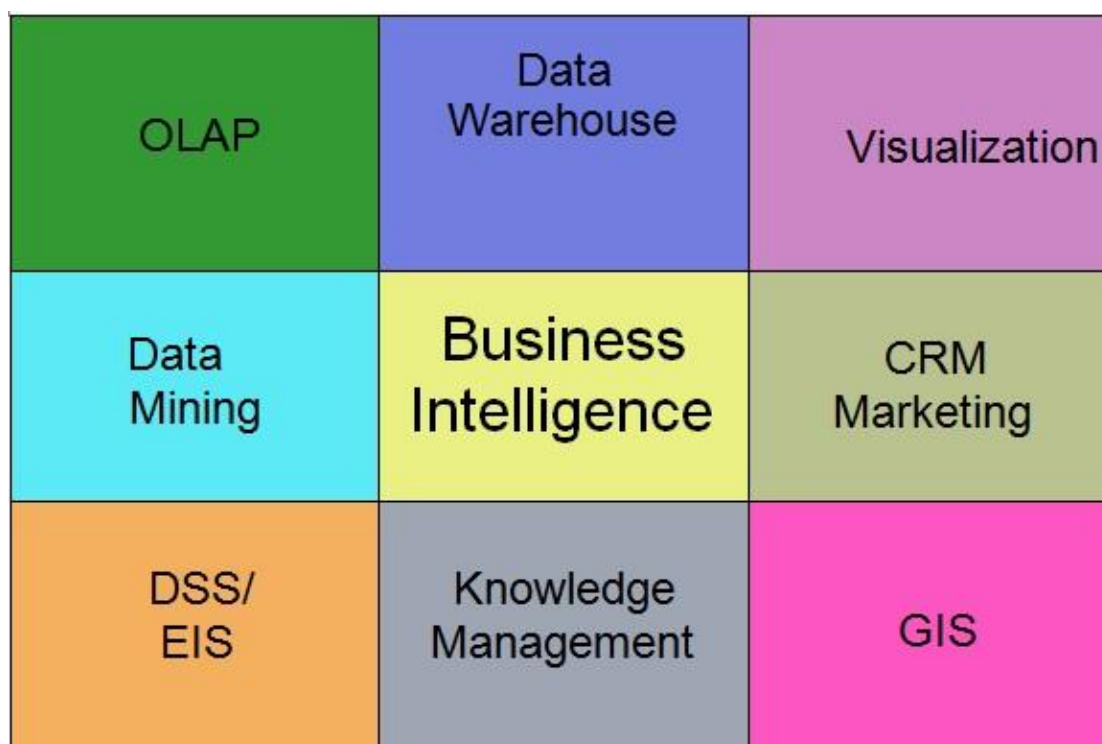 OLAP
Data
Warehouse
Visualization
Data
Mining
Business
Intelligence
CRM
Marketing
DSS/
EIS
Knowledge
Management
GIS